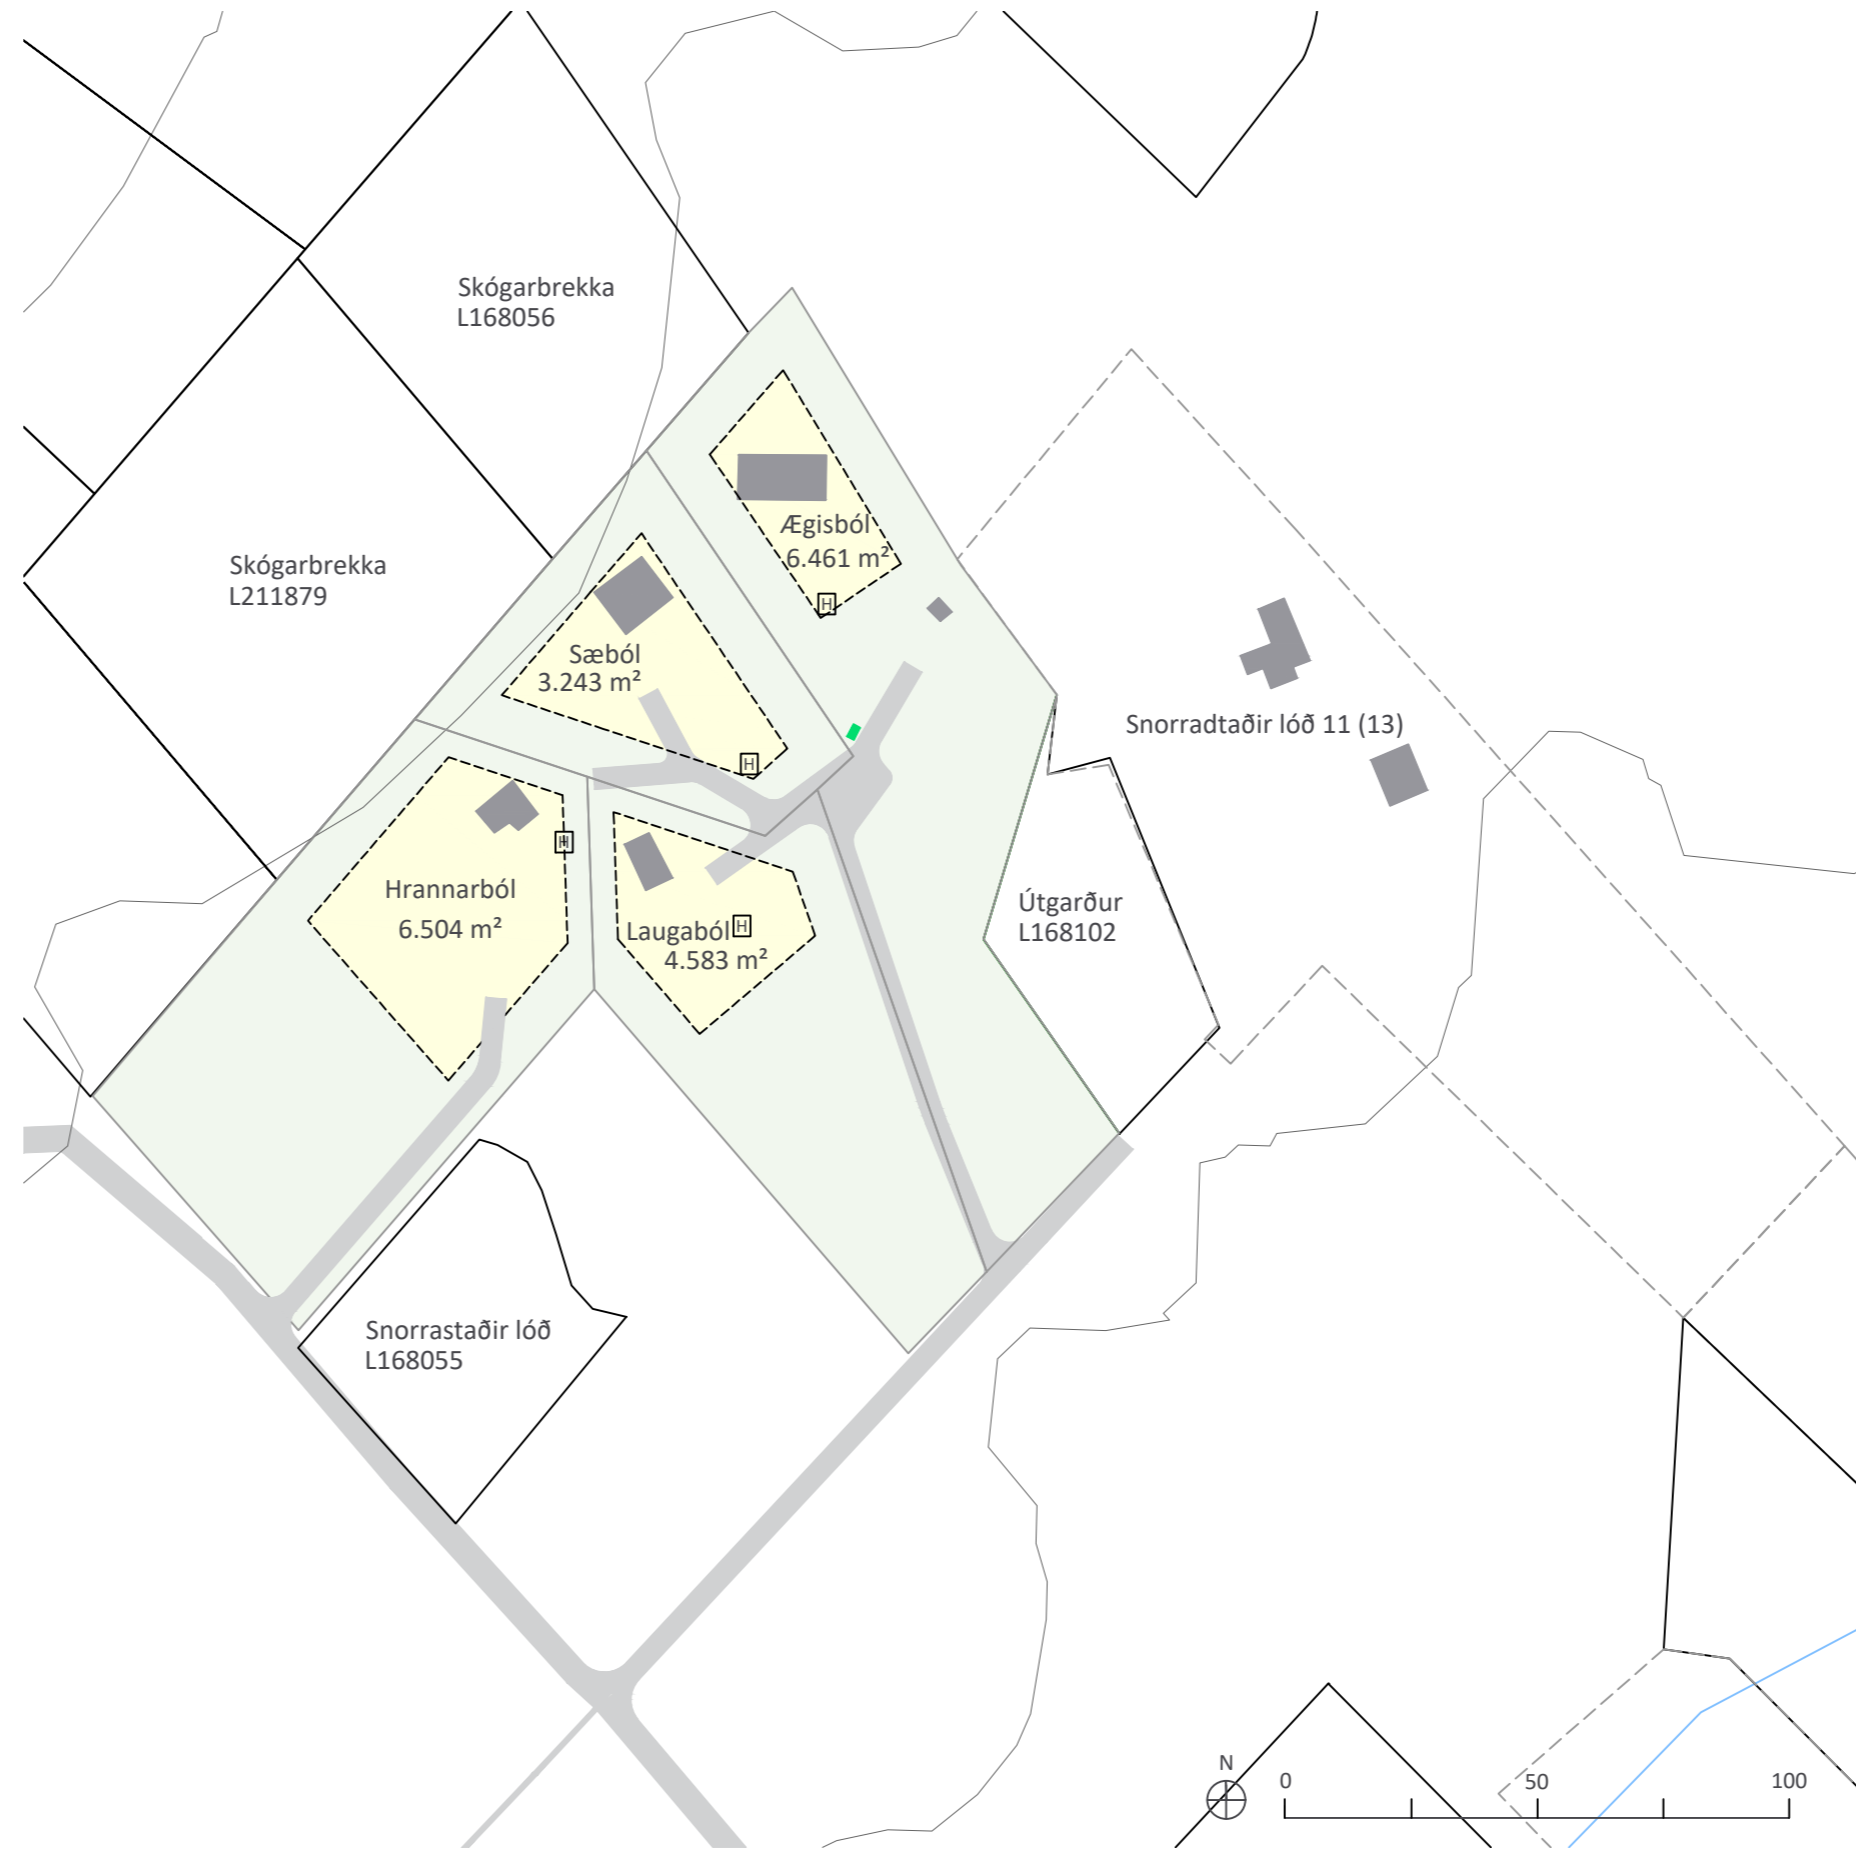 Skógarbrekka
L168056
Ægisból
6.461 m²
H
Skógarbrekka
L211879
Sæból
3.243 m²
H
Snorradtaðir lóð 11 (13)
H
Hrannarból
6.504 m²
Laugaból H
4.583 m²
Útgarður
L168102
Snorrastaðir lóð
L168055
N
0 50 100